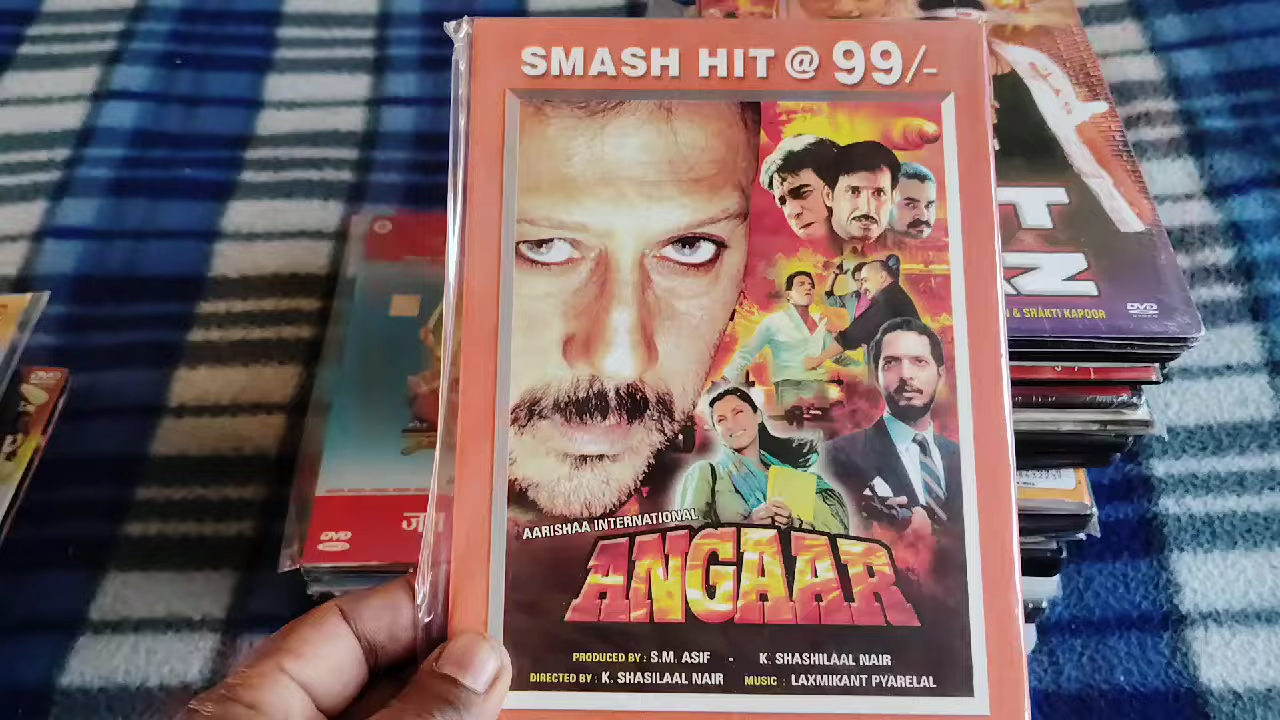 SMASH HIT @ 99/-
AARISHAA INTERNATIONAL
ANGAAR
PRODUCED BY : S.M. ASIF - K. SHASHILAAL NAIR
DIRECTED BY : K. SHASILAAL NAIR MUSIC : LAXMIKANT PYARELAL
& SHAKTI KAPOOR
DVD
DVD
DVD